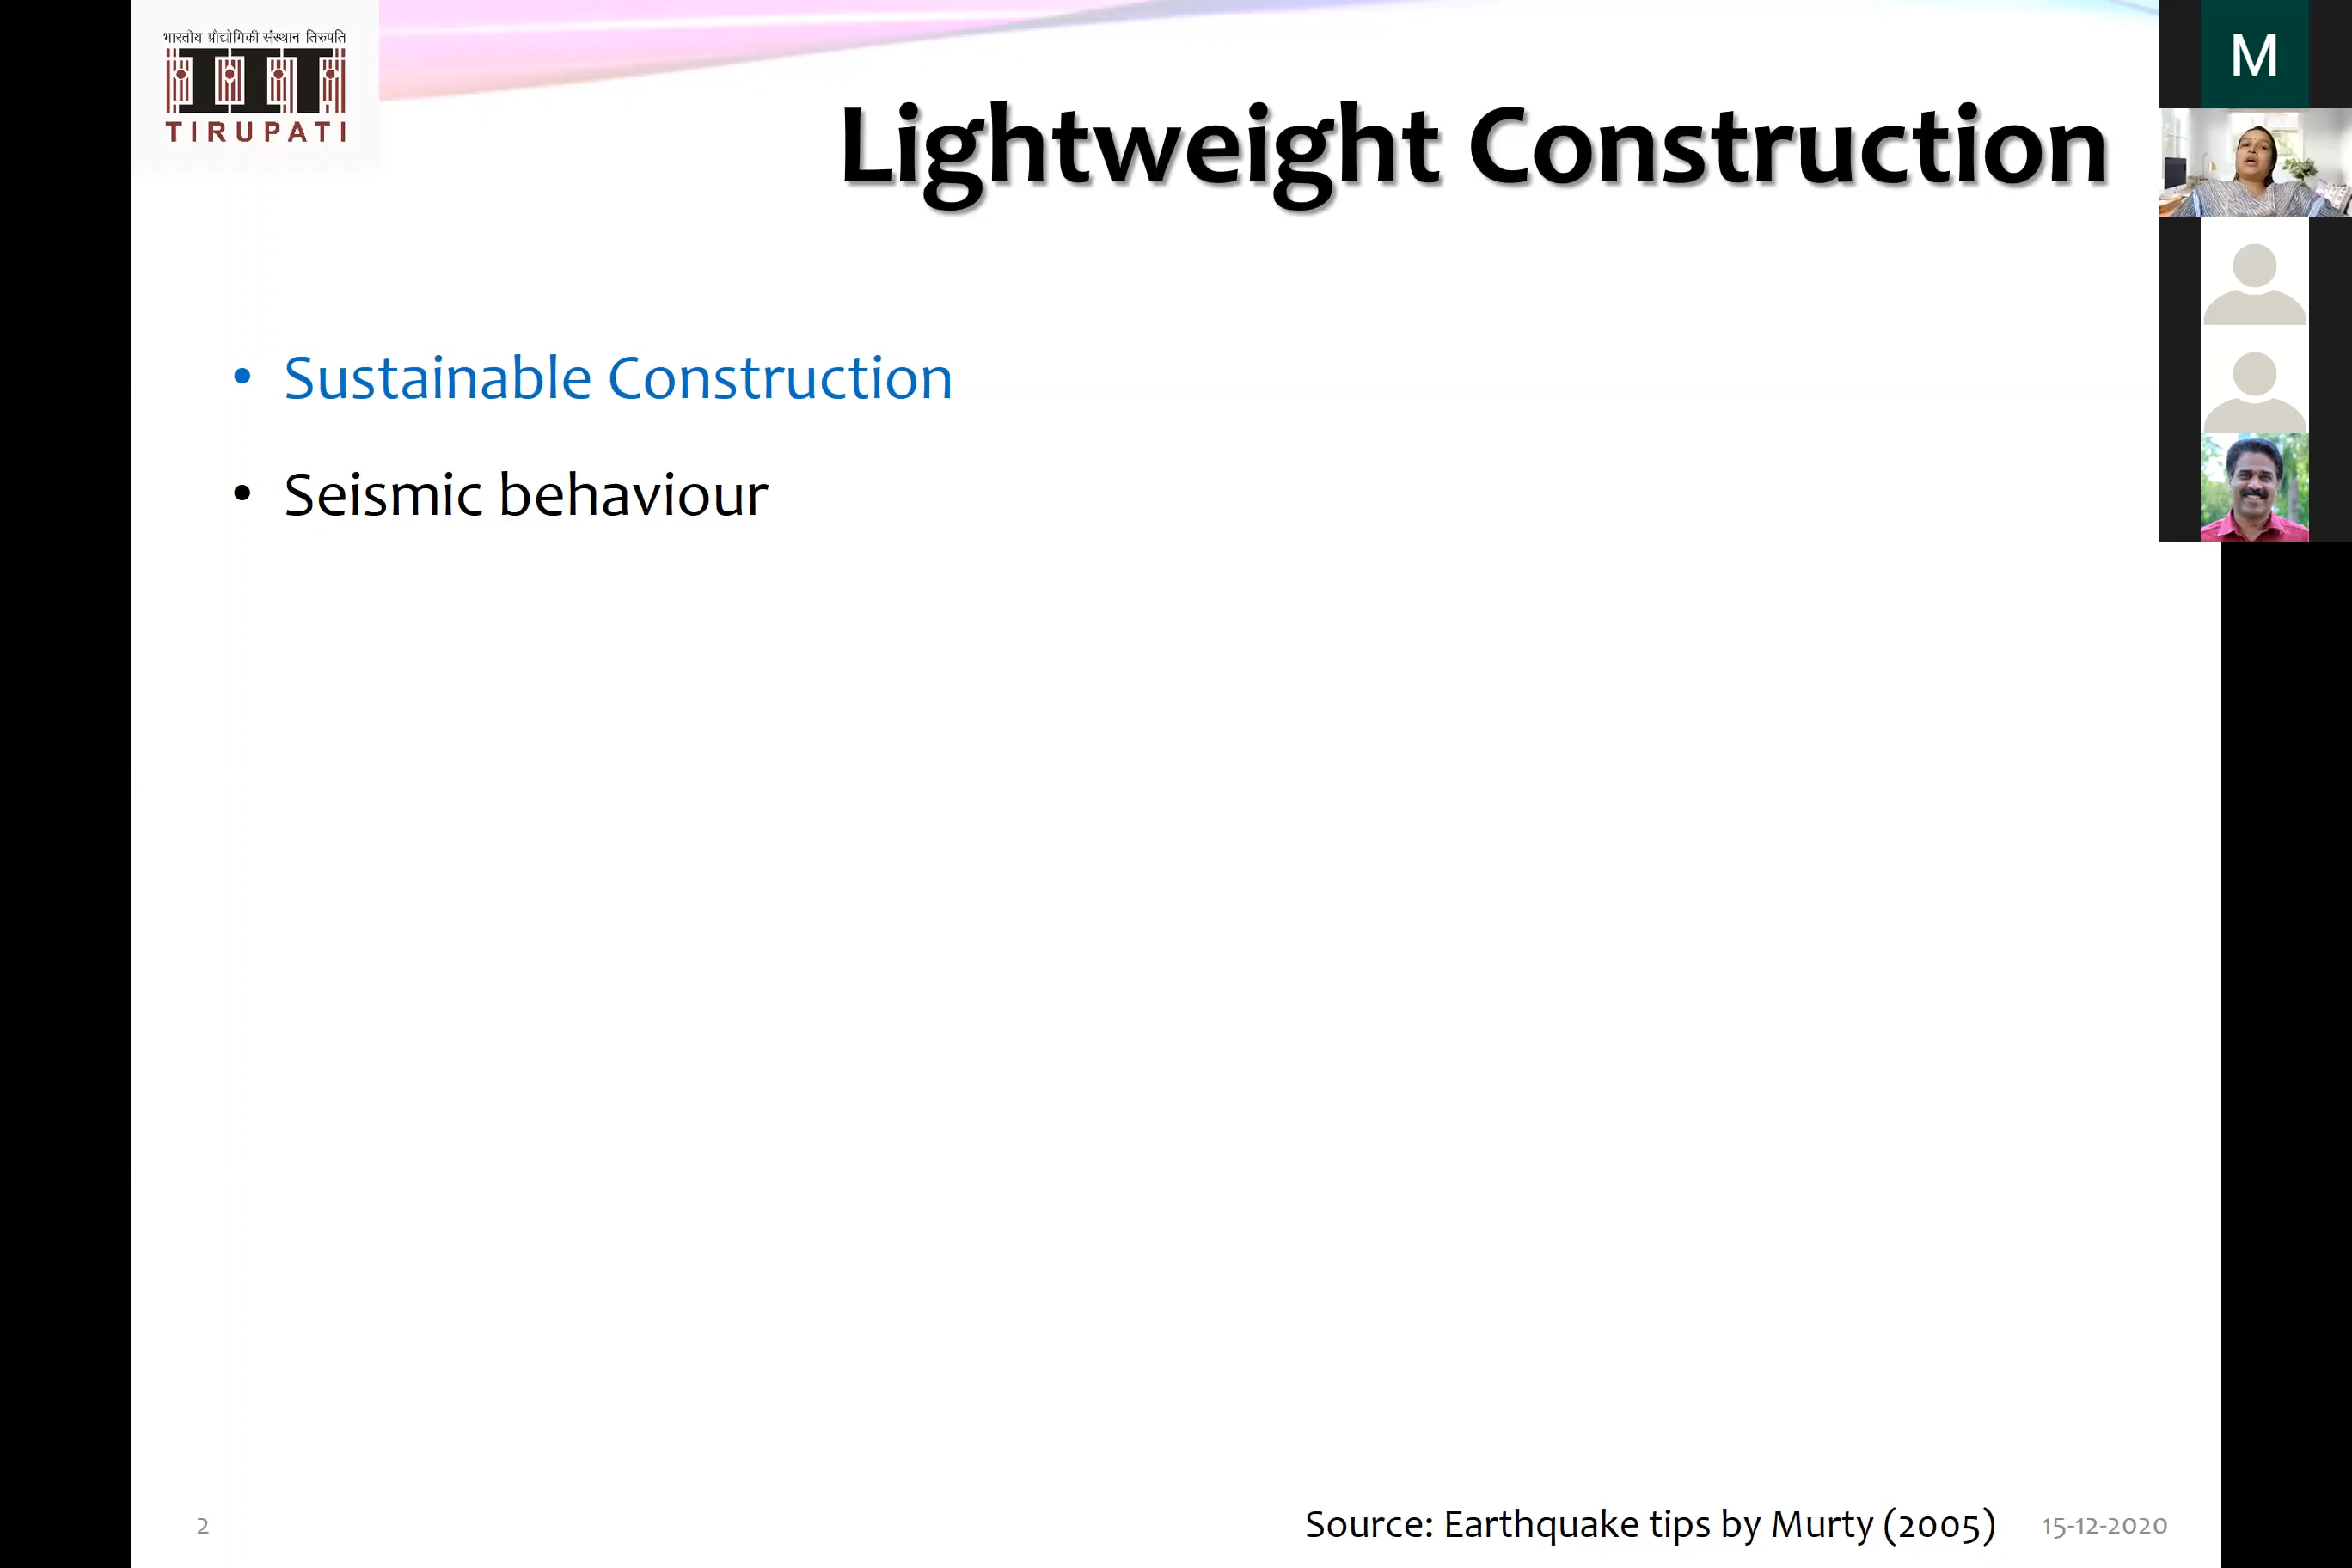 भारतीय प्रौद्योगिकी संस्थान तिरुपति
TIRUPATI
M
Lightweight Construction
• Sustainable Construction
• Seismic behaviour
2
Source: Earthquake tips by Murty (2005)
15-12-2020